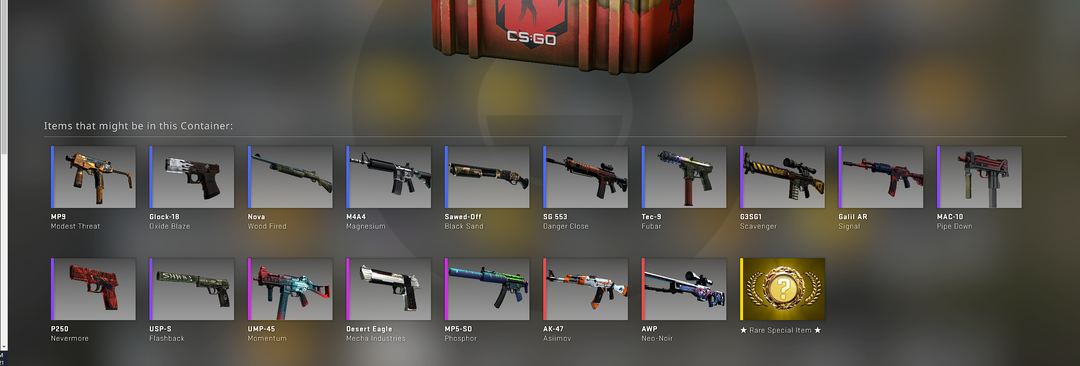 CS:GO
Items that might be in this Container:
MP9
Modest Threat
Glock-18
Oxide Blaze
Nova
Wood Fired
M4A4
Magnesium
Sawed-Off
Black Sand
SG 553
Danger Close
Tec-9
Fubar
G3SG1
Scavenger
Galil AR
Signal
MAC-10
Pipe Down
P250
Nevermore
USP-S
Flashback
UMP-45
Momentum
Desert Eagle
Mecha Industries
MP5-SD
Phosphor
AK-47
Asiimov
AWP
Neo-Noir
?
★ Rare Special Item ★